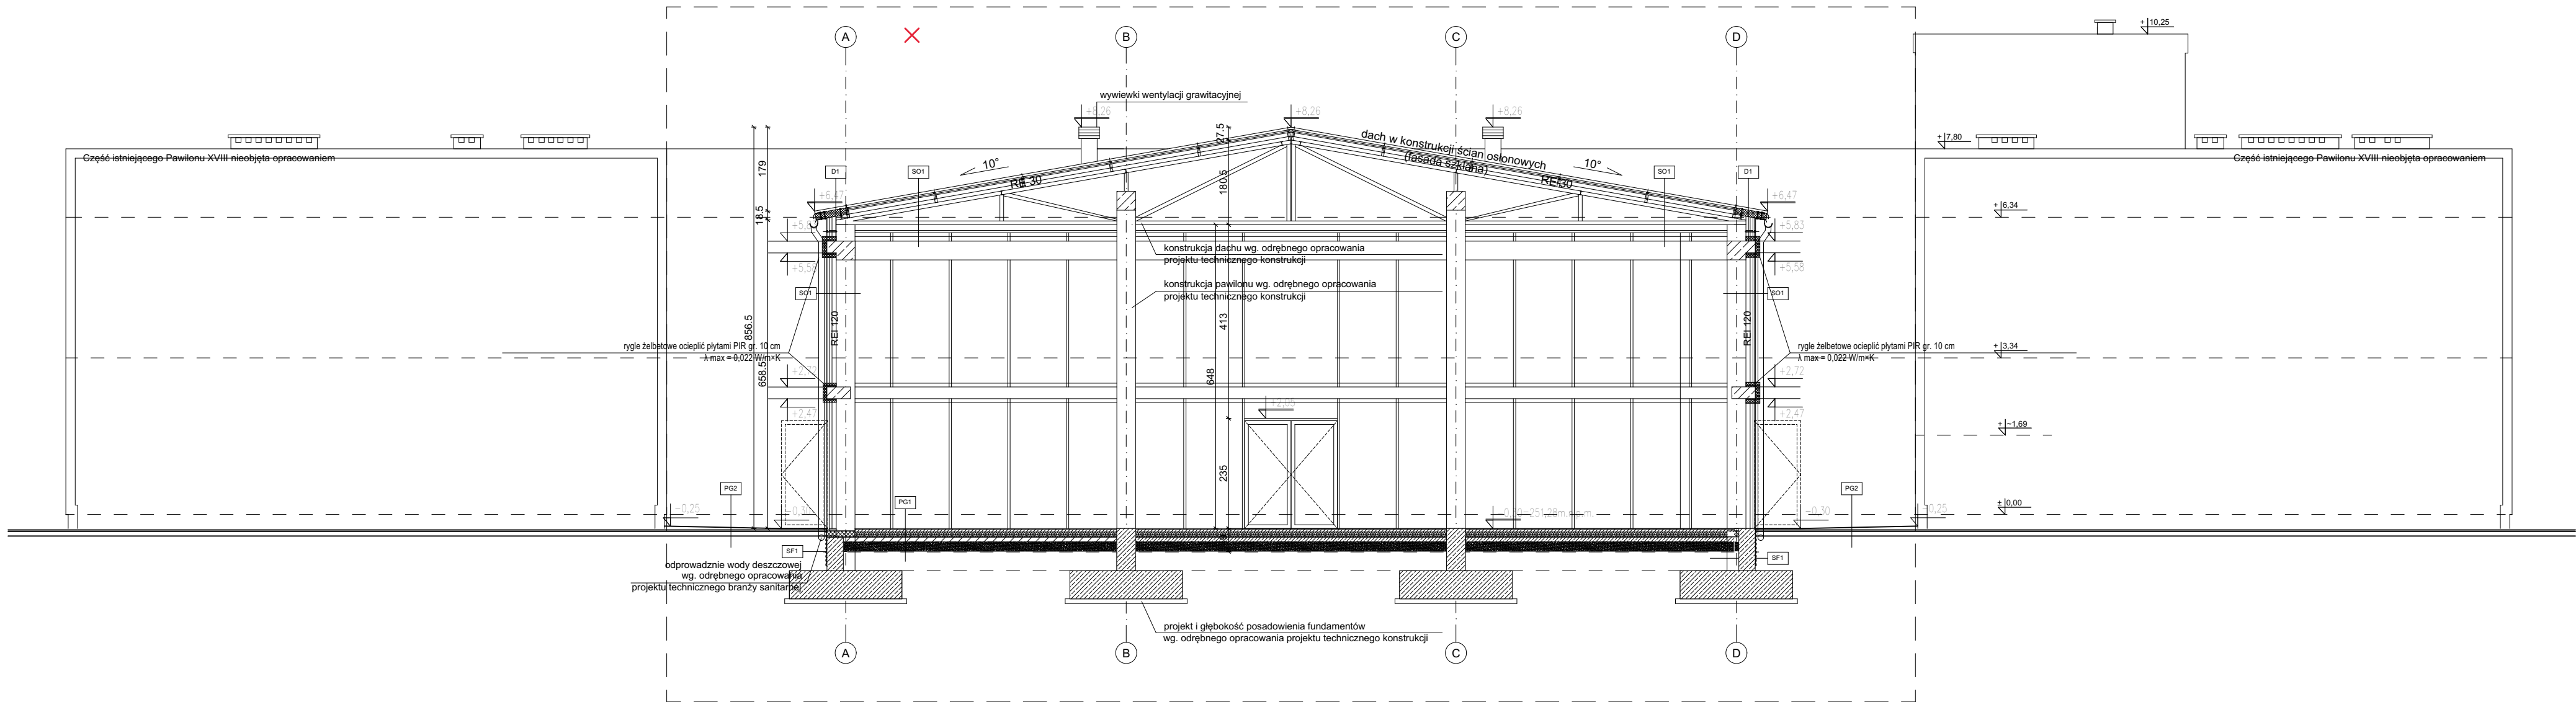 A
B
C
D
+ 10,25
wywiewki wentylacji grawitacyjnej
+8,26
+8,26
+8,26
27.5
dach w konstrukcji ścian osłonowych
(fasada szklana)
+ 7,80
Część istniejącego Pawilonu XVIII nieobjęta opracowaniem
Część istniejącego Pawilonu XVIII nieobjęta opracowaniem
179
10°
10°
D1
SO1
SO1
D1
REI 30
REI 30
180.5
+6,47
+6,47
18.5
+ 6,34
+5,83
konstrukcja dachu wg. odrębnego opracowania
projektu technicznego konstrukcji
+5,58
+5,58
konstrukcja pawilonu wg. odrębnego opracowania
projektu technicznego konstrukcji
SO1
SO1
856.5
REI 120
413
REI 120
rygle żelbetowe ocieplić płytami PIR gr. 10 cm
λ max = 0,022 W/m×K
rygle żelbetowe ocieplić płytami PIR gr. 10 cm
λ max = 0,022 W/m×K
+ 3,34
658.5
648
+2,72
+2,72
+2,47
+2,47
+ ~1,69
235
PG2
PG1
PG2
-0,25
-0,30
-0,30
-0,25
+ 0,00
SF1
SF1
odprowadznie wody deszczowej
wg. odrębnego opracowania
projektu technicznego branży sanitarnej
projekt i głębokość posadowienia fundamentów
wg. odrębnego opracowania projektu technicznego konstrukcji
A
B
C
D